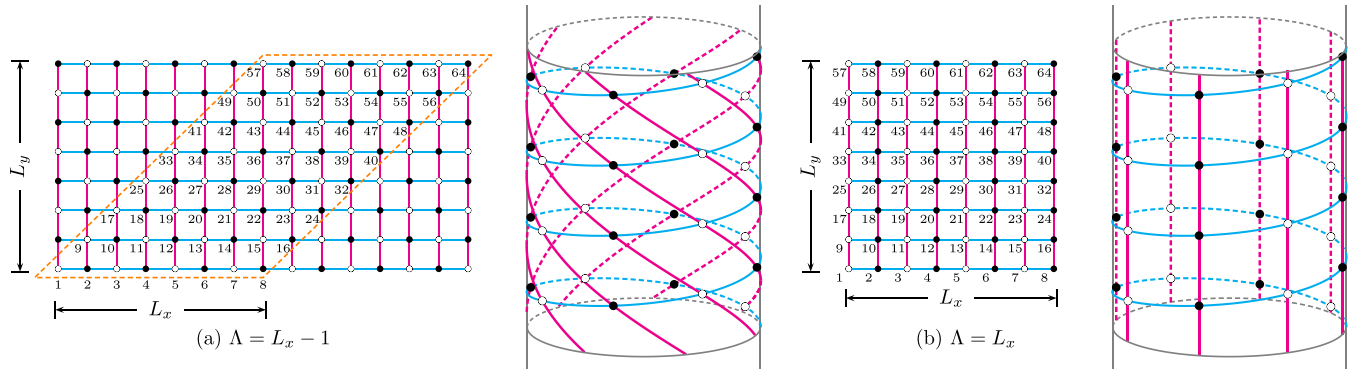 57 58 59 60 61 62 63 64
49 50 51 52 53 54 55 56
41 42 43 44 45 46 47 48
33 34 35 36 37 38 39 40
25 26 27 28 29 30 31 32
17 18 19 20 21 22 23 24
9 10 11 12 13 14 15 16
1 2 3 4 5 6 7 8
L_y
L_x
(a) Λ = L_x − 1
57 58 59 60 61 62 63 64
49 50 51 52 53 54 55 56
41 42 43 44 45 46 47 48
33 34 35 36 37 38 39 40
25 26 27 28 29 30 31 32
17 18 19 20 21 22 23 24
9 10 11 12 13 14 15 16
1 2 3 4 5 6 7 8
L_y
L_x
(b) Λ = L_x